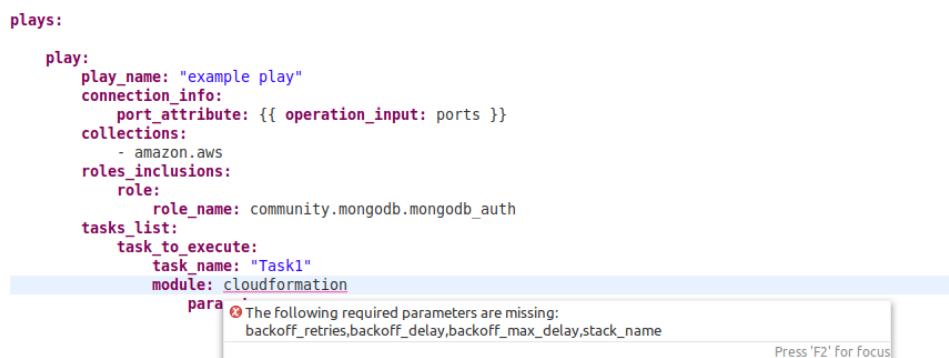 plays:
play:
play_name: "example play"
connection_info:
port_attribute: {{ operation_input: ports }}
collections:
- amazon.aws
roles_inclusions:
role:
role_name: community.mongodb.mongodb_auth
tasks_list:
task_to_execute:
task_name: "Task1"
module: cloudformation
para
The following required parameters are missing:
backoff_retries,backoff_delay,backoff_max_delay,stack_name
Press 'F2' for focus